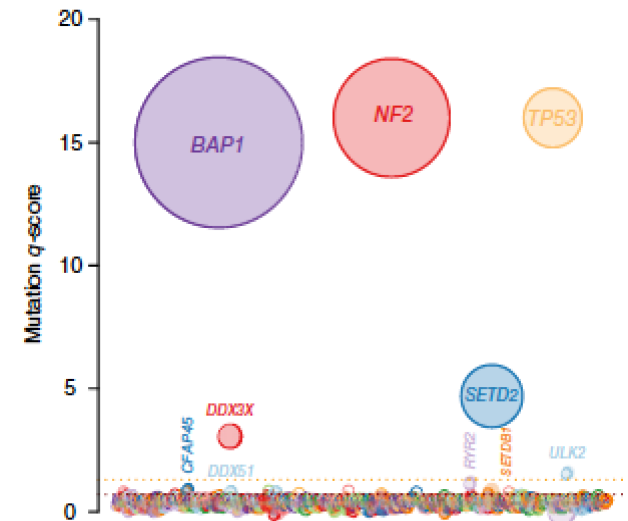 20
15
10
5
0
Mutation q-score
BAP1
NF2
TP53
SETD2
DDX3X
CFAP45
DDX51
RYR2
SETDB1
ULK2